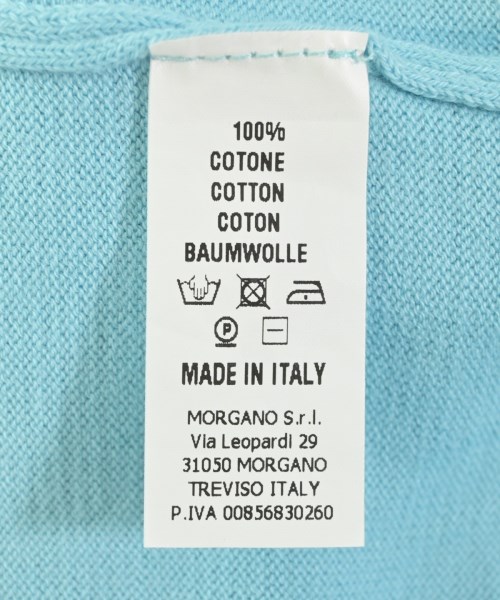 100%
COTONE
COTTON
COTON
BAUMWOLLE
P
MADE IN ITALY
MORGANO S.r.l.
Via Leopardi 29
31050 MORGANO
TREVISO ITALY
P.IVA 00856830260